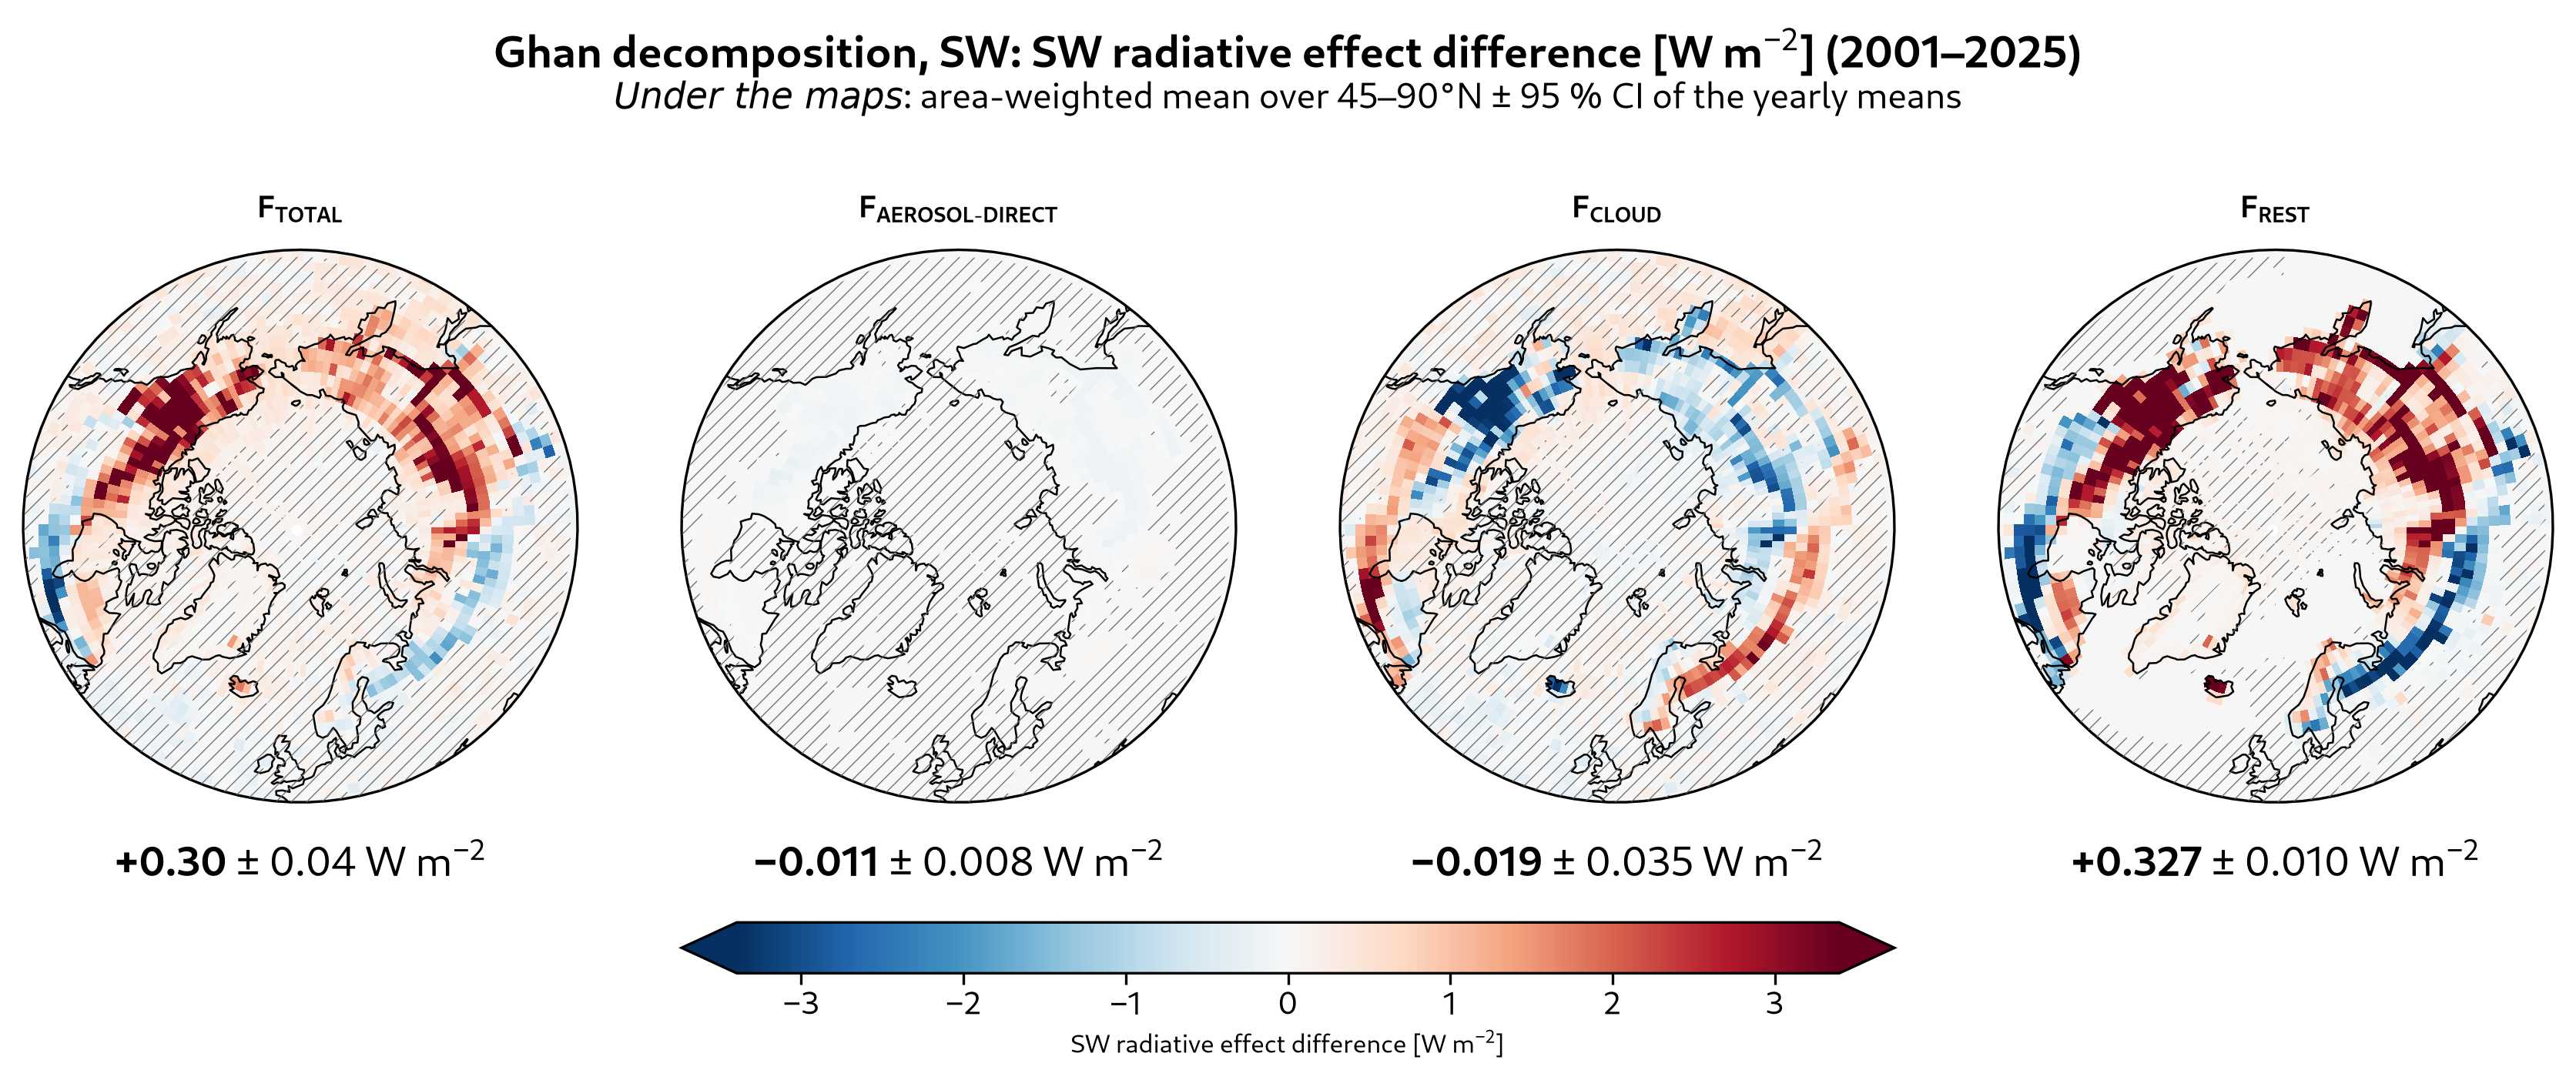 Ghan decomposition, SW: SW radiative effect difference [W m⁻²] (2001–2025)
Under the maps: area-weighted mean over 45–90°N ± 95 % CI of the yearly means
F_TOTAL
F_AEROSOL-DIRECT
F_CLOUD
F_REST
+0.30 ± 0.04 W m⁻²
−0.011 ± 0.008 W m⁻²
−0.019 ± 0.035 W m⁻²
+0.327 ± 0.010 W m⁻²
−3 −2 −1 0 1 2 3
SW radiative effect difference [W m⁻²]